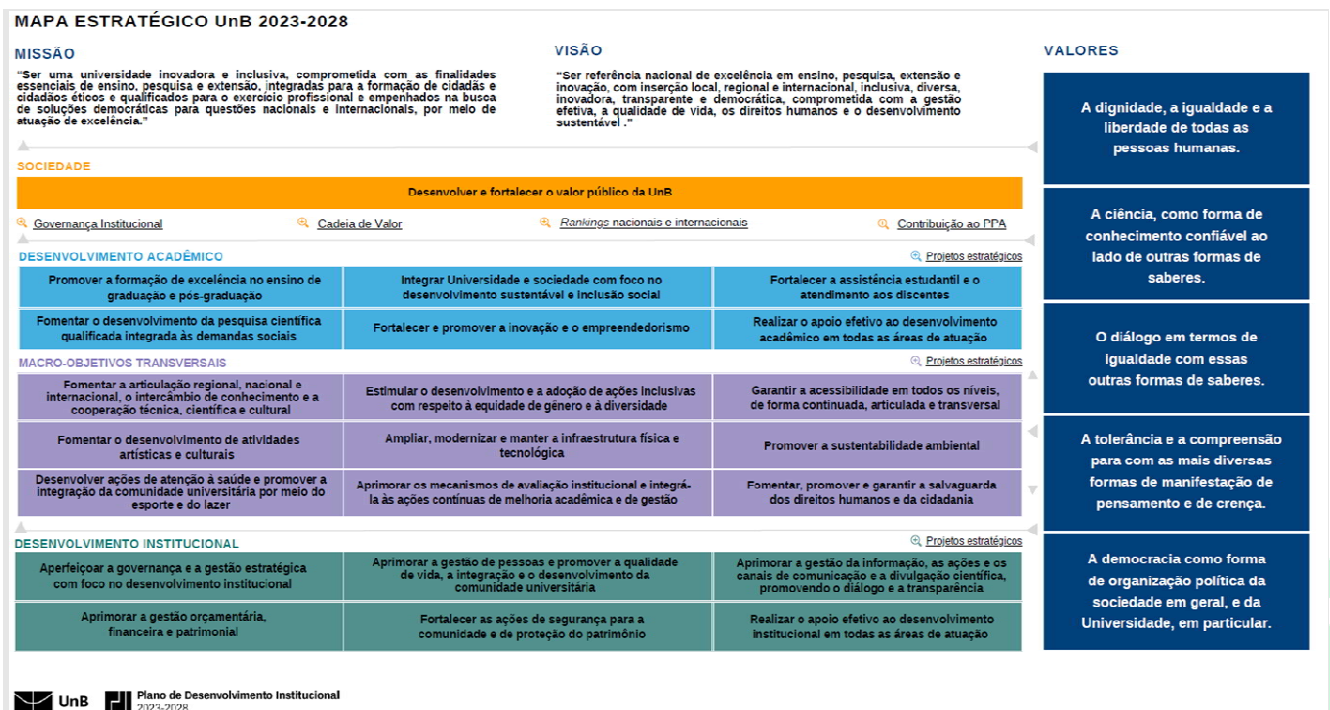 MAPA ESTRATÉGICO UnB 2023-2028
MISSÃO
“Ser uma universidade inovadora e inclusiva, comprometida com as finalidades
essenciais de ensino, pesquisa e extensão, integradas para a formação de cidadãs e
cidadãos éticos e qualificados para o exercício profissional e empenhados na busca
de soluções democráticas para questões nacionais e internacionais, por meio de
atuação de excelência.”
VISÃO
“Ser referência nacional de excelência em ensino, pesquisa, extensão e
inovação, com inserção local, regional e internacional, inclusiva, diversa,
inovadora, transparente e democrática, comprometida com a gestão
efetiva, a qualidade de vida, os direitos humanos e o desenvolvimento
sustentável .”
SOCIEDADE
Desenvolver e fortalecer o valor público da UnB
Governança Institucional
Cadeia de Valor
Rankings nacionais e internacionais
Contribuição ao PPA
DESENVOLVIMENTO ACADÊMICO
Projetos estratégicos
Promover a formação de excelência no ensino de
graduação e pós-graduação
Integrar Universidade e sociedade com foco no
desenvolvimento sustentável e inclusão social
Fortalecer a assistência estudantil e o
atendimento aos discentes
Fomentar o desenvolvimento da pesquisa científica
qualificada integrada às demandas sociais
Fortalecer e promover a inovação e o empreendedorismo
Realizar o apoio efetivo ao desenvolvimento
acadêmico em todas as áreas de atuação
MACRO-OBJETIVOS TRANSVERSAIS
Projetos estratégicos
Fomentar a articulação regional, nacional e
internacional, o intercâmbio de conhecimento e a
cooperação técnica, científica e cultural
Estimular o desenvolvimento e a adoção de ações inclusivas
com respeito à equidade de gênero e à diversidade
Garantir a acessibilidade em todos os níveis,
de forma continuada, articulada e transversal
Fomentar o desenvolvimento de atividades
artísticas e culturais
Ampliar, modernizar e manter a infraestrutura física e
tecnológica
Promover a sustentabilidade ambiental
Desenvolver ações de atenção à saúde e promover a
integração da comunidade universitária por meio do
esporte e do lazer
Aprimorar os mecanismos de avaliação institucional e integrá-
la às ações contínuas de melhoria acadêmica e de gestão
Fomentar, promover e garantir a salvaguarda
dos direitos humanos e da cidadania
DESENVOLVIMENTO INSTITUCIONAL
Projetos estratégicos
Aperfeiçoar a governança e a gestão estratégica
com foco no desenvolvimento institucional
Aprimorar a gestão de pessoas e promover a qualidade
de vida, a integração e o desenvolvimento da
comunidade universitária
Aprimorar a gestão da informação, as ações e os
canais de comunicação e a divulgação científica,
promovendo o diálogo e a transparência
Aprimorar a gestão orçamentária,
financeira e patrimonial
Fortalecer as ações de segurança para a
comunidade e de proteção do patrimônio
Realizar o apoio efetivo ao desenvolvimento
institucional em todas as áreas de atuação
VALORES
A dignidade, a igualdade e a
liberdade de todas as
pessoas humanas.
A ciência, como forma de
conhecimento confiável ao
lado de outras formas de
saberes.
O diálogo em termos de
igualdade com essas
outras formas de saberes.
A tolerância e a compreensão
para com as mais diversas
formas de manifestação de
pensamento e de crença.
A democracia como forma
de organização política da
sociedade em geral, e da
Universidade, em particular.
UnB
Plano de Desenvolvimento Institucional
2023-2028